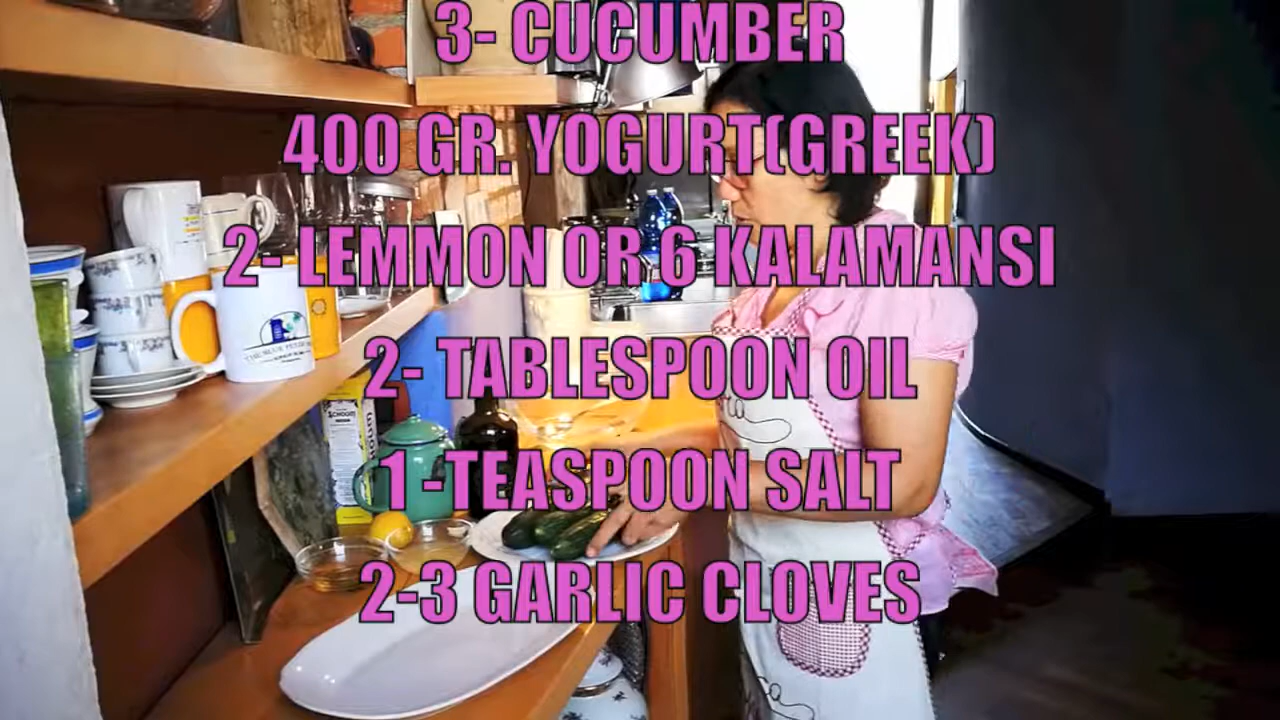 3- CUCUMBER
400 GR. YOGURT(GREEK)
2- LEMMON OR 6 KALAMANSI
2- TABLESPOON OIL
1 -TEASPOON SALT
2-3 GARLIC CLOVES